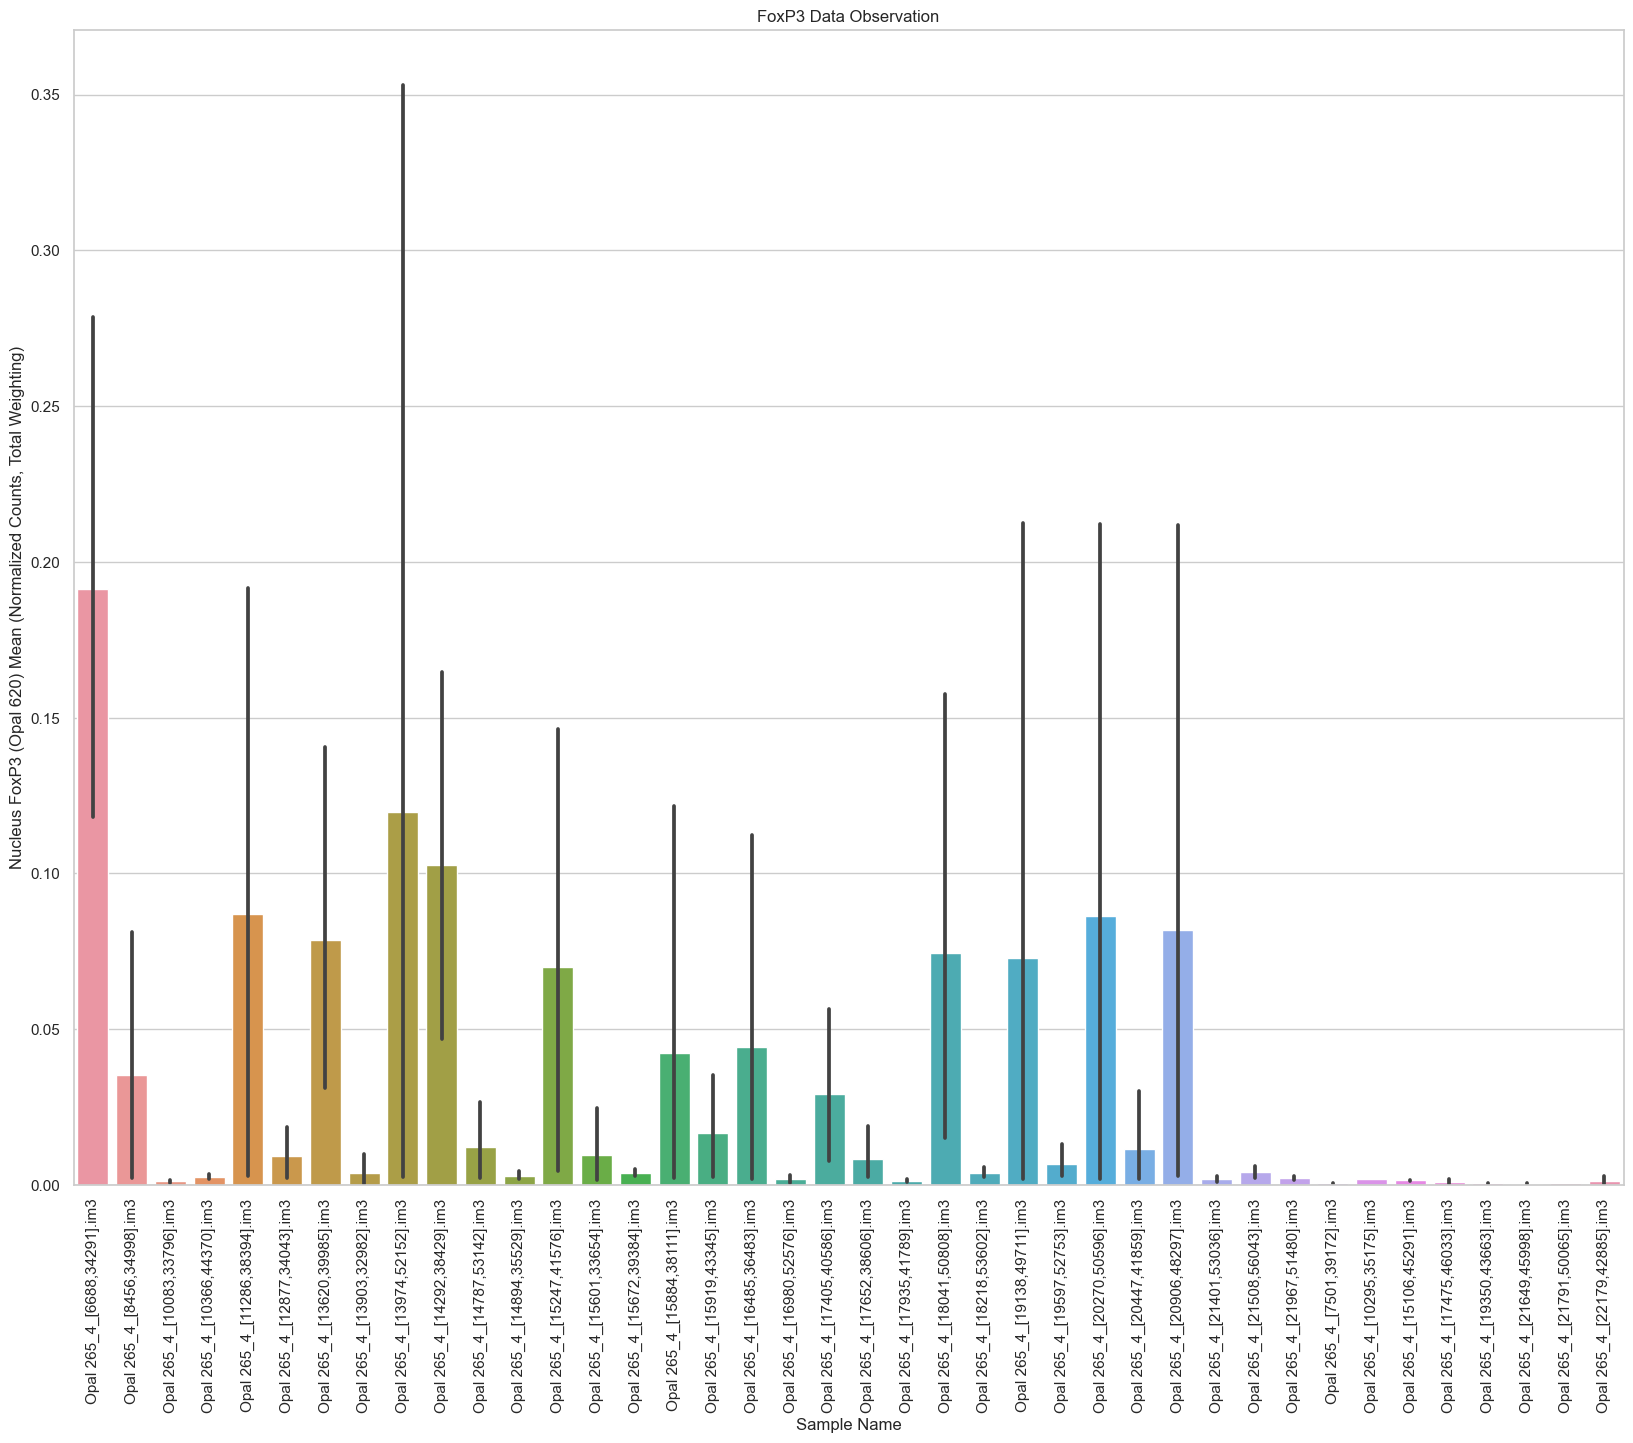 FoxP3 Data Observation
Nucleus FoxP3 (Opal 620) Mean (Normalized Counts, Total Weighting)
0.35
0.30
0.25
0.20
0.15
0.10
0.05
0.00
Opal 265_4_[6688,34291].im3
Opal 265_4_[8456,34998].im3
Opal 265_4_[10083,33796].im3
Opal 265_4_[10366,44370].im3
Opal 265_4_[11286,38394].im3
Opal 265_4_[12877,34043].im3
Opal 265_4_[13620,39985].im3
Opal 265_4_[13903,32982].im3
Opal 265_4_[13974,52152].im3
Opal 265_4_[14292,38429].im3
Opal 265_4_[14787,53142].im3
Opal 265_4_[14894,35529].im3
Opal 265_4_[15247,41576].im3
Opal 265_4_[15601,33654].im3
Opal 265_4_[15672,39384].im3
Opal 265_4_[15884,38111].im3
Opal 265_4_[15919,43345].im3
Opal 265_4_[16485,36483].im3
Opal 265_4_[16980,52576].im3
Opal 265_4_[17405,40586].im3
Opal 265_4_[17652,38606].im3
Opal 265_4_[17935,41789].im3
Opal 265_4_[18041,50808].im3
Opal 265_4_[18218,53602].im3
Opal 265_4_[19138,49711].im3
Opal 265_4_[19597,52753].im3
Opal 265_4_[20270,50596].im3
Opal 265_4_[20447,41859].im3
Opal 265_4_[20906,48297].im3
Opal 265_4_[21401,53036].im3
Opal 265_4_[21508,56043].im3
Opal 265_4_[21967,51480].im3
Opal 265_4_[7501,39172].im3
Opal 265_4_[10295,35175].im3
Opal 265_4_[15106,45291].im3
Opal 265_4_[17475,46033].im3
Opal 265_4_[19350,43663].im3
Opal 265_4_[21649,45998].im3
Opal 265_4_[21791,50065].im3
Opal 265_4_[22179,42885].im3
Sample Name